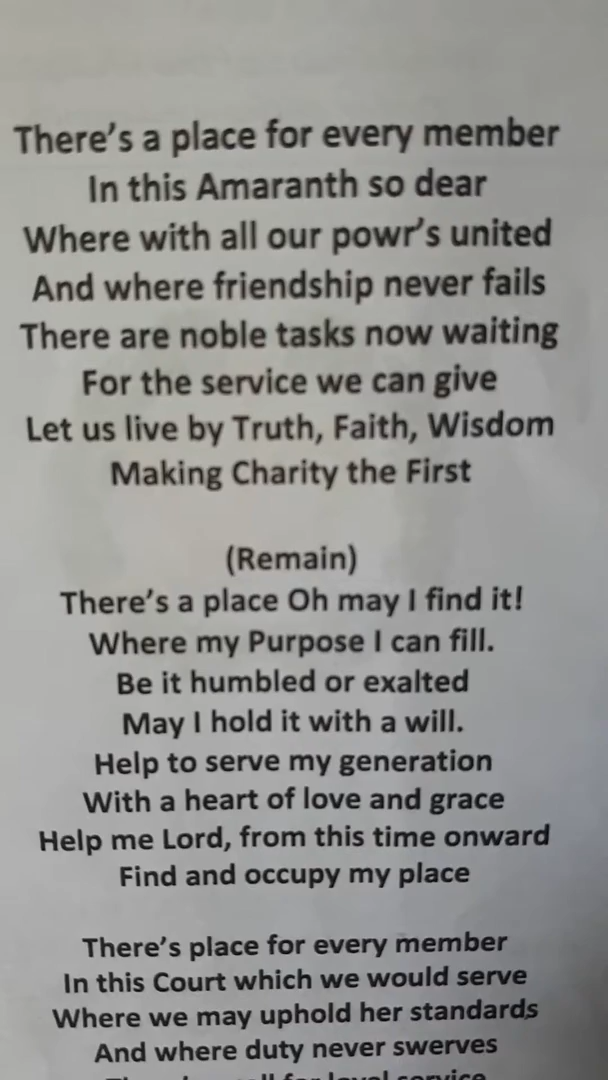 There's a place for every member
In this Amaranth so dear
Where with all our powr's united
And where friendship never fails
There are noble tasks now waiting
For the service we can give
Let us live by Truth, Faith, Wisdom
Making Charity the First
(Remain)
There's a place Oh may I find it!
Where my Purpose I can fill.
Be it humbled or exalted
May I hold it with a will.
Help to serve my generation
With a heart of love and grace
Help me Lord, from this time onward
Find and occupy my place
There's place for every member
In this Court which we would serve
Where we may uphold her standards
And where duty never swerves